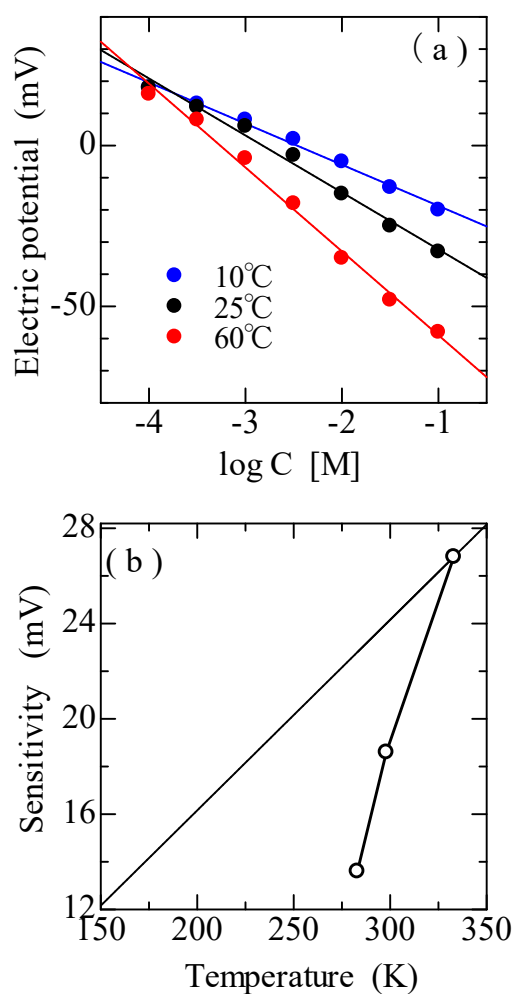 ( a )
Electric potential (mV)
0
-50
10℃
25℃
60℃
-4 -3 -2 -1
log C [M]
( b )
Sensitivity (mV)
28
24
20
16
12
150 200 250 300 350
Temperature (K)